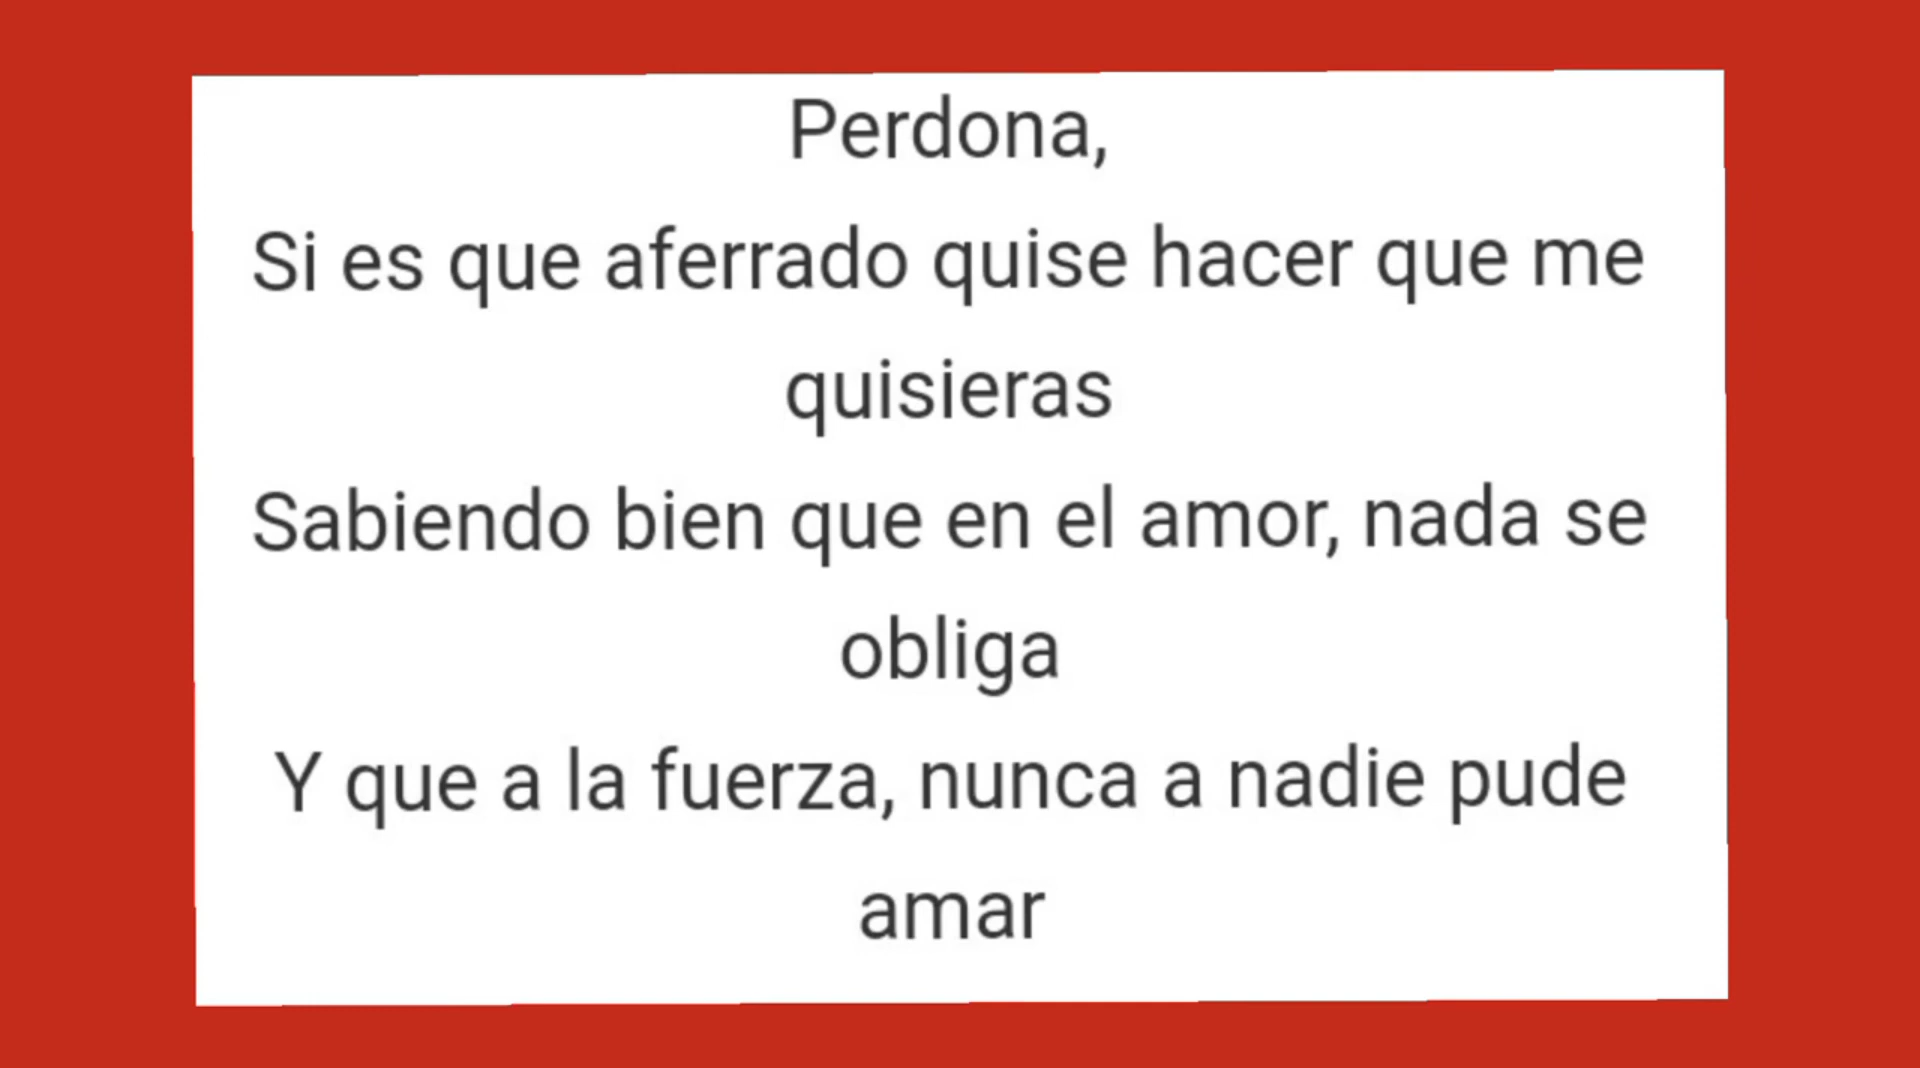 Perdona,
Si es que aferrado quise hacer que me
quisieras
Sabiendo bien que en el amor, nada se
obliga
Y que a la fuerza, nunca a nadie pude
amar